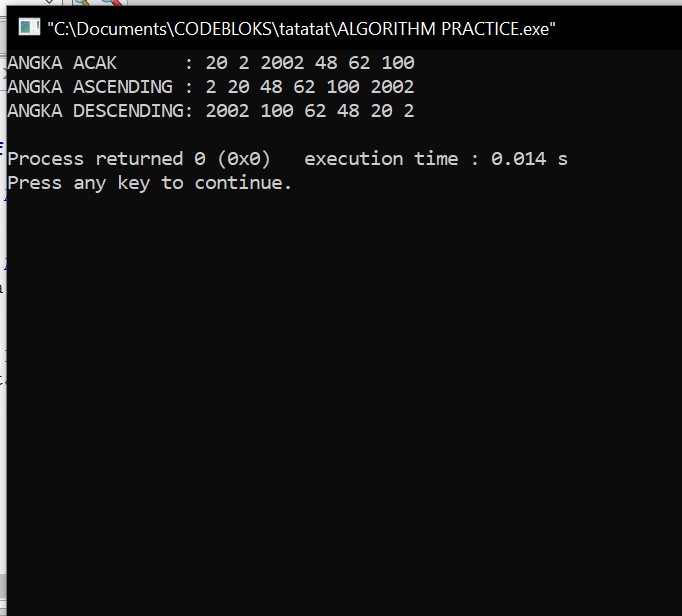 "C:\Documents\CODEBLOKS\tatatat\ALGORITHM PRACTICE.exe"
ANGKA ACAK      : 20 2 2002 48 62 100
ANGKA ASCENDING : 2 20 48 62 100 2002
ANGKA DESCENDING: 2002 100 62 48 20 2
Process returned 0 (0x0)   execution time : 0.014 s
Press any key to continue.